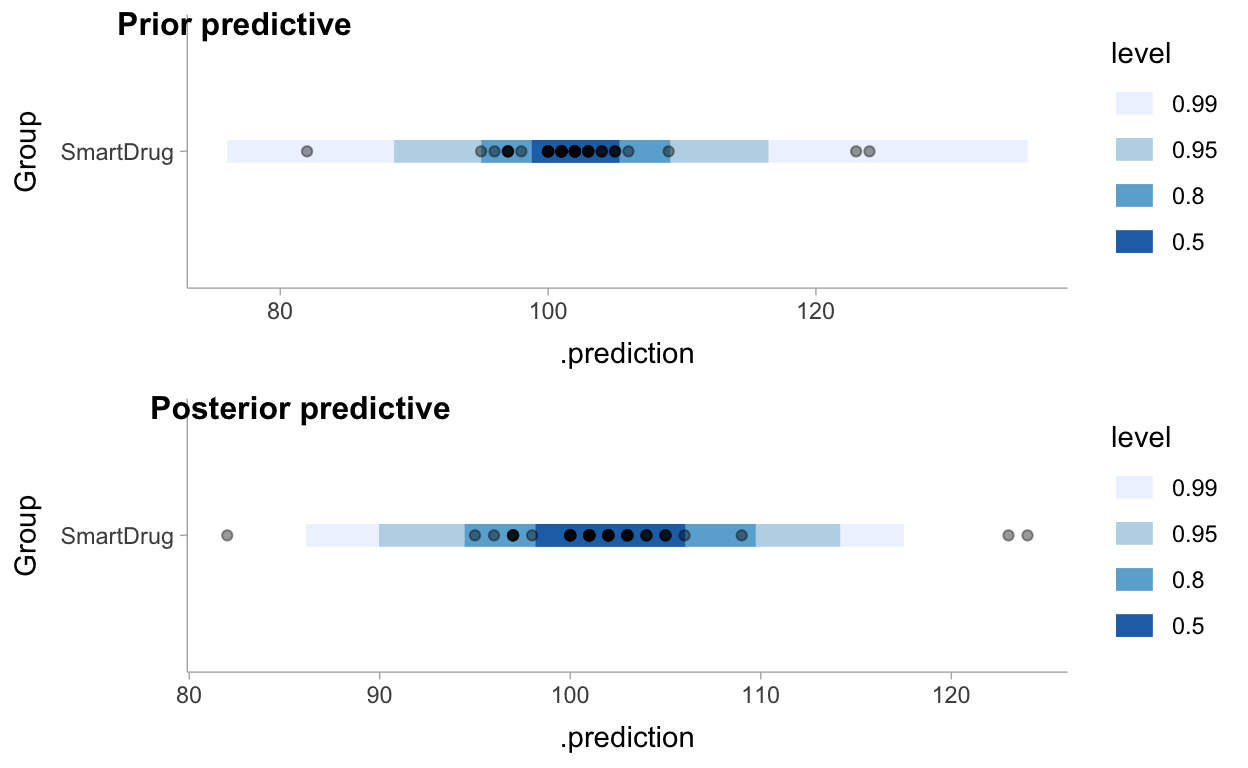 Prior predictive
Group
SmartDrug
80 100 120
.prediction
level
0.99
0.95
0.8
0.5
Posterior predictive
Group
SmartDrug
80 90 100 110 120
.prediction
level
0.99
0.95
0.8
0.5